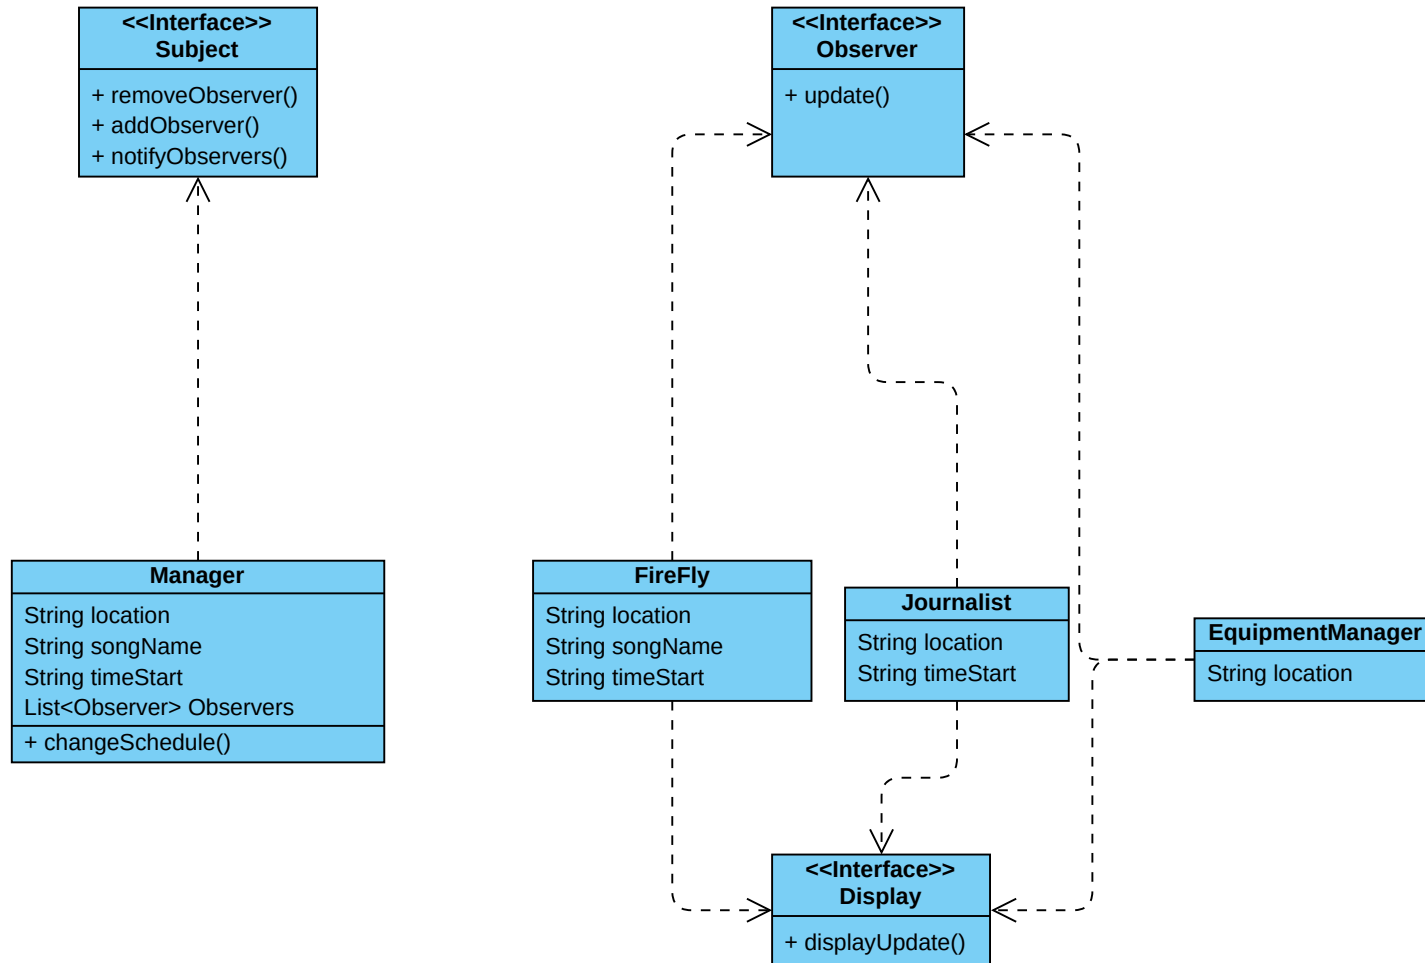 <<Interface>>
Subject
+ removeObserver()
+ addObserver()
+ notifyObservers()
<<Interface>>
Observer
+ update()
Manager
String location
String songName
String timeStart
List<Observer> Observers
+ changeSchedule()
FireFly
String location
String songName
String timeStart
Journalist
String location
String timeStart
EquipmentManager
String location
<<Interface>>
Display
+ displayUpdate()